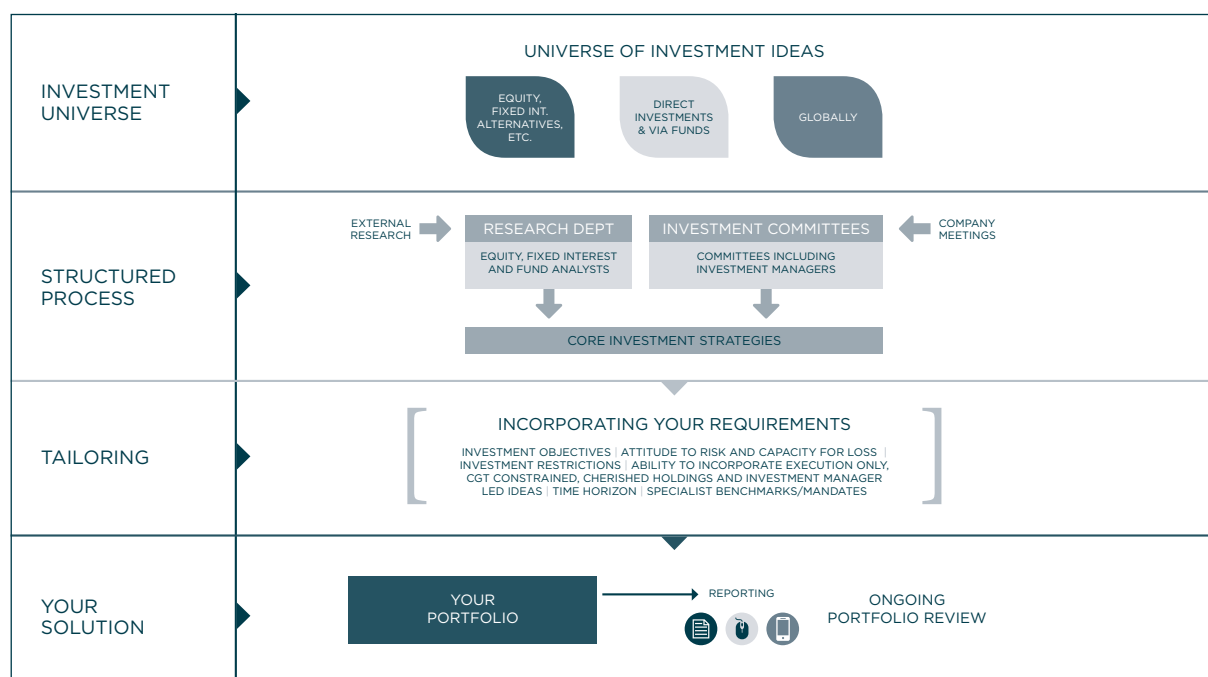 INVESTMENT
UNIVERSE
UNIVERSE OF INVESTMENT IDEAS
EQUITY,
FIXED INT.
ALTERNATIVES,
ETC.
DIRECT
INVESTMENTS
& VIA FUNDS
GLOBALLY
STRUCTURED
PROCESS
EXTERNAL
RESEARCH
RESEARCH DEPT
EQUITY, FIXED INTEREST
AND FUND ANALYSTS
INVESTMENT COMMITTEES
COMMITTEES INCLUDING
INVESTMENT MANAGERS
COMPANY
MEETINGS
CORE INVESTMENT STRATEGIES
TAILORING
INCORPORATING YOUR REQUIREMENTS
INVESTMENT OBJECTIVES | ATTITUDE TO RISK AND CAPACITY FOR LOSS |
INVESTMENT RESTRICTIONS | ABILITY TO INCORPORATE EXECUTION ONLY,
CGT CONSTRAINED, CHERISHED HOLDINGS AND INVESTMENT MANAGER
LED IDEAS | TIME HORIZON | SPECIALIST BENCHMARKS/MANDATES
YOUR
SOLUTION
YOUR
PORTFOLIO
REPORTING
ONGOING
PORTFOLIO REVIEW